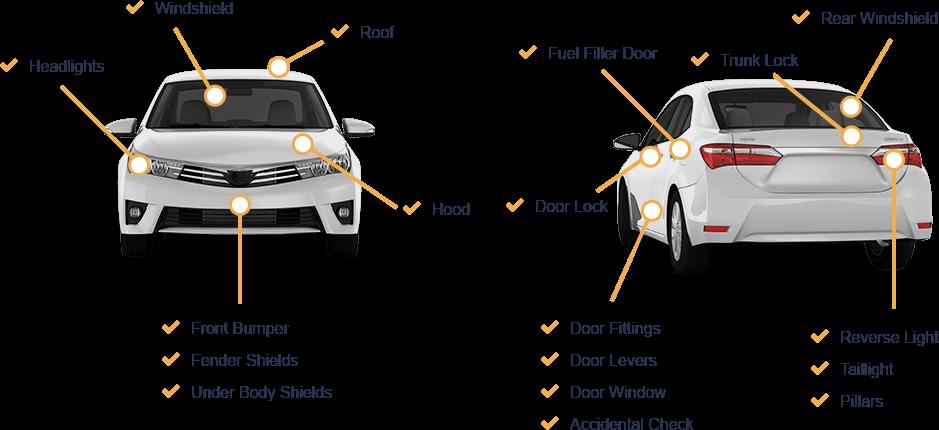 Windshield
Roof
Headlights
Hood
Front Bumper
Fender Shields
Under Body Shields
Rear Windshield
Fuel Filler Door
Trunk Lock
Door Lock
Door Fittings
Door Levers
Door Window
Accidental Check
Reverse Light
Taillight
Pillars